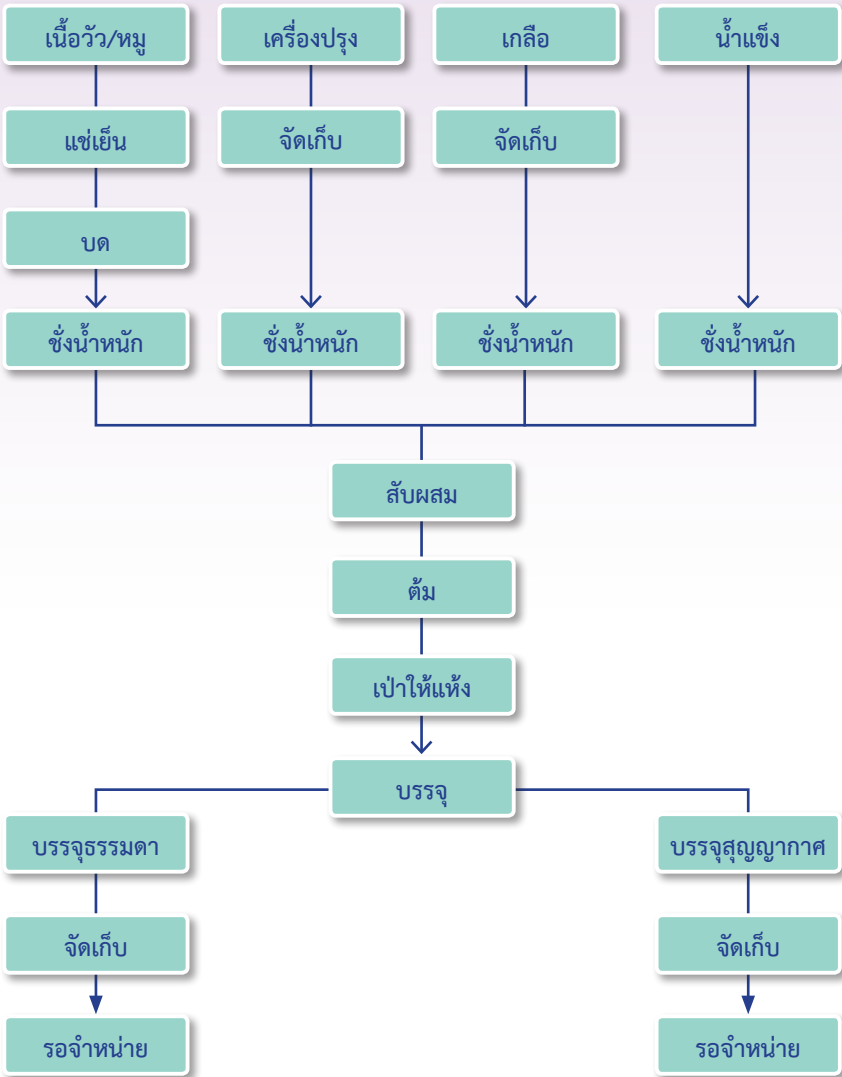 เนื้อวัว/หมู
เครื่องปรุง
เกลือ
น้ำแข็ง
แช่เย็น
จัดเก็บ
จัดเก็บ
บด
ชั่งน้ำหนัก
ชั่งน้ำหนัก
ชั่งน้ำหนัก
ชั่งน้ำหนัก
สับผสม
ต้ม
เป่าให้แห้ง
บรรจุ
บรรจุธรรมดา
บรรจุสุญญากาศ
จัดเก็บ
จัดเก็บ
รอจำหน่าย
รอจำหน่าย